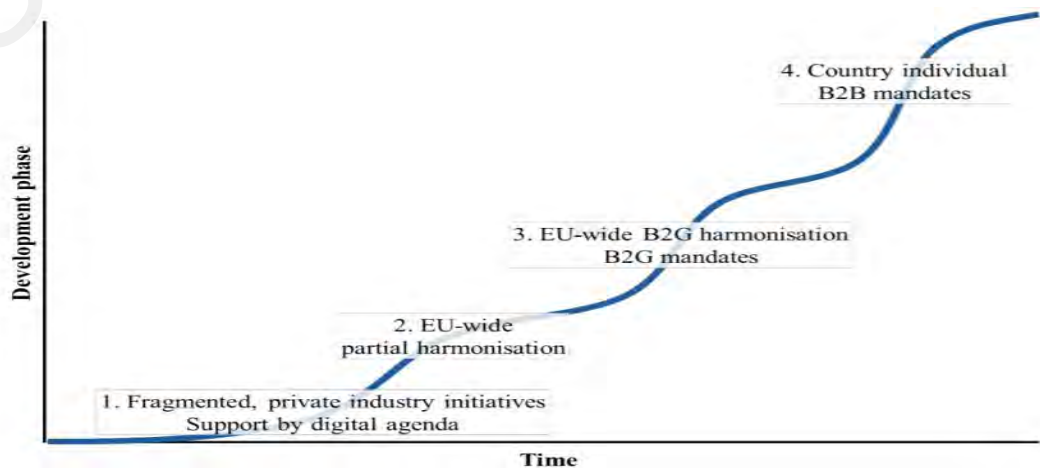 4. Country individual
B2B mandates
3. EU-wide B2G harmonisation
B2G mandates
2. EU-wide
partial harmonisation
1. Fragmented, private industry initiatives
Support by digital agenda
Development phase
Time